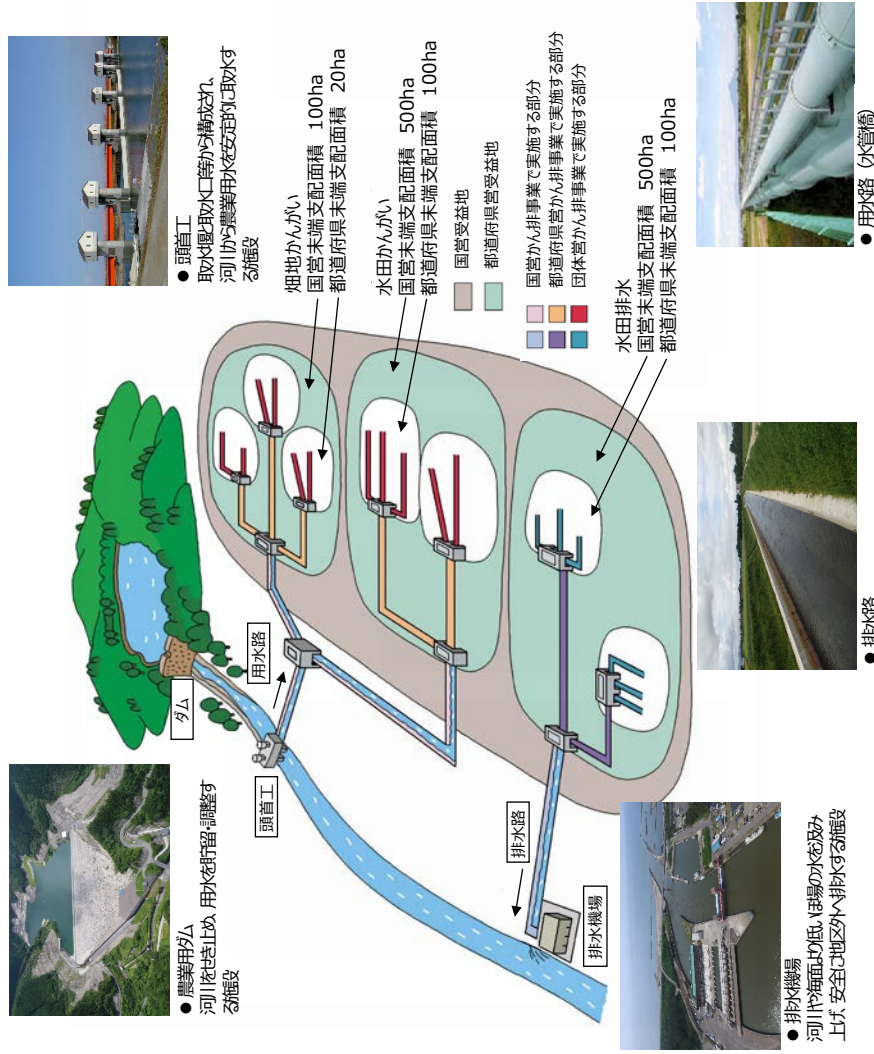 ● 農業用ダム
河川をせき止め、用水を貯留・調整す
る施設
● 頭首工
取水堰と取水口等から構成され、
河川から農業用水を安定的に取水す
る施設
ダム
頭首工
用水路
畑地かんがい
国営末端支配面積 100ha
都道府県末端支配面積 20ha
水田かんがい
国営末端支配面積 500ha
都道府県末端支配面積 100ha
国営受益地
都道府県営受益地
国営かん排事業で実施する部分
都道府県営かん排事業で実施する部分
団体営かん排事業で実施する部分
水田排水
国営末端支配面積 500ha
都道府県末端支配面積 100ha
排水路
排水機場
● 排水機場
河川や海面より低いほ場の水を汲み
上げ、安全に地区外へ排水する施設
● 排水路
● 用水路（水管橋）